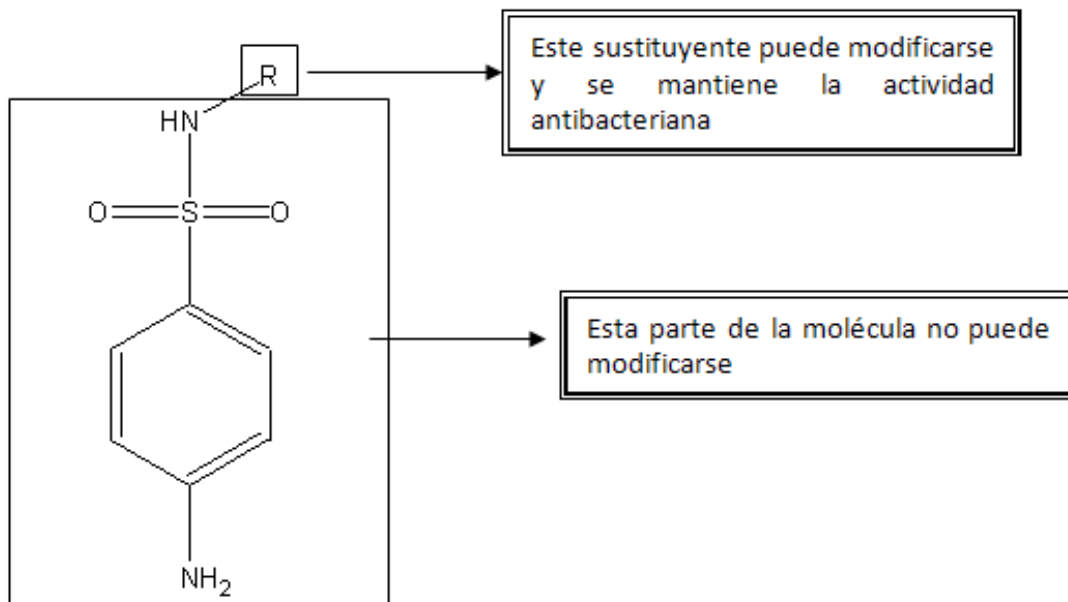 R
Este sustituyente puede modificarse
y se mantiene la actividad
antibacteriana
HN
O S O
Esta parte de la molécula no puede
modificarse
NH2